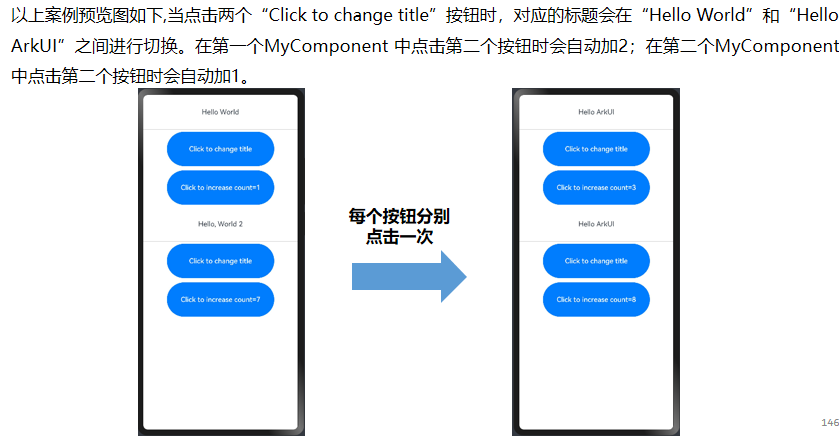 以上案例预览图如下,当点击两个“Click to change title”按钮时，对应的标题会在“Hello World”和“Hello
ArkUI”之间进行切换。在第一个MyComponent 中点击第二个按钮时会自动加2；在第二个MyComponent
中点击第二个按钮时会自动加1。
Hello World
Click to change title
Click to increase count=1
Hello, World 2
Click to change title
Click to increase count=7
每个按钮分别
点击一次
Hello ArkUI
Click to change title
Click to increase count=3
Hello ArkUI
Click to change title
Click to increase count=8
146